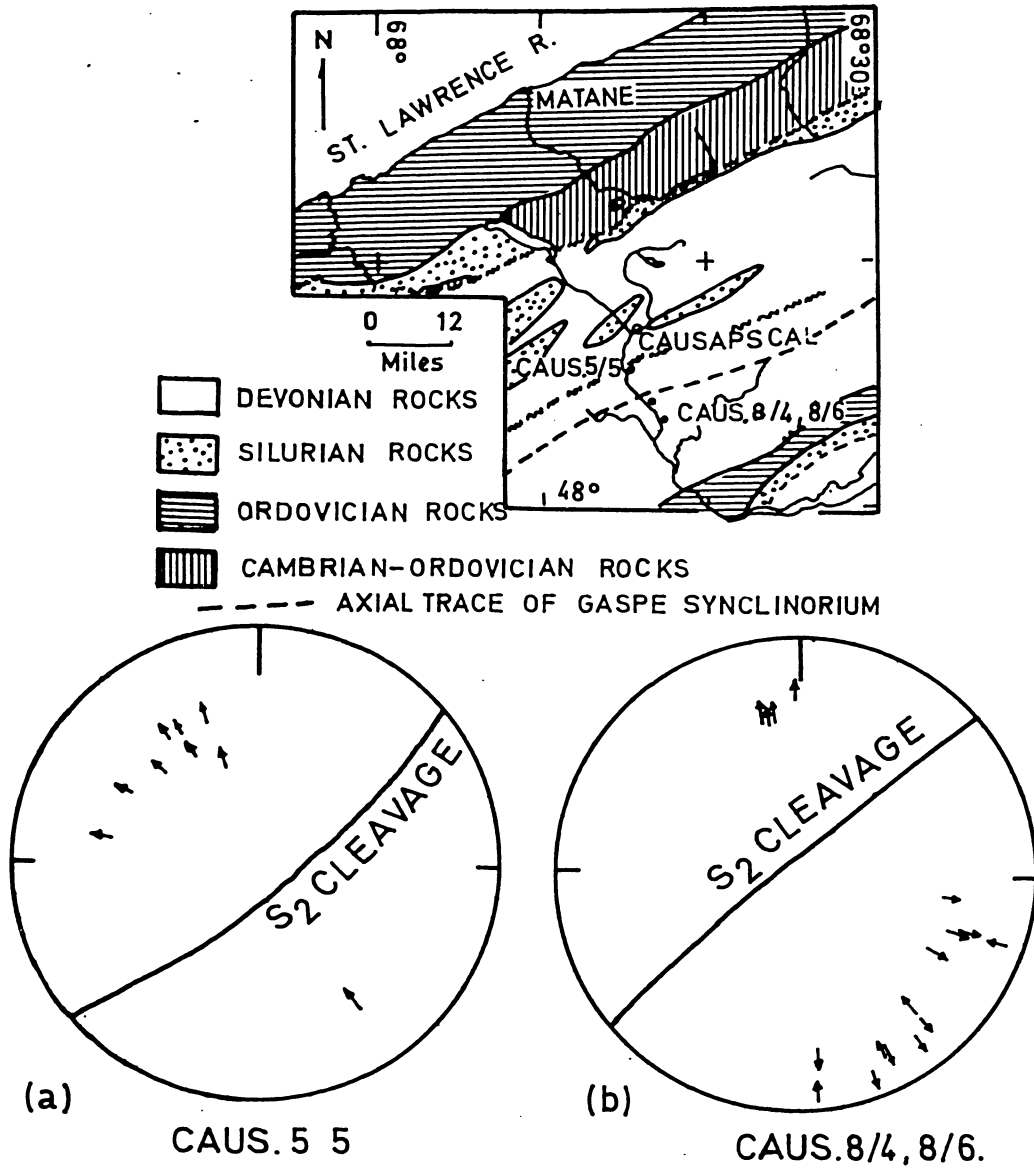 N
68°
68°30'
ST. LAWRENCE R.
MATANE
0 12
Miles
CAUSAPSCAL
CAUS.5/5
CAUS.8/4, 8/6
48°
DEVONIAN ROCKS
SILURIAN ROCKS
ORDOVICIAN ROCKS
CAMBRIAN-ORDOVICIAN ROCKS
AXIAL TRACE OF GASPE SYNCLINORIUM
S2 CLEAVAGE
S2 CLEAVAGE
(a)
(b)
CAUS. 5 5
CAUS.8/4, 8/6.